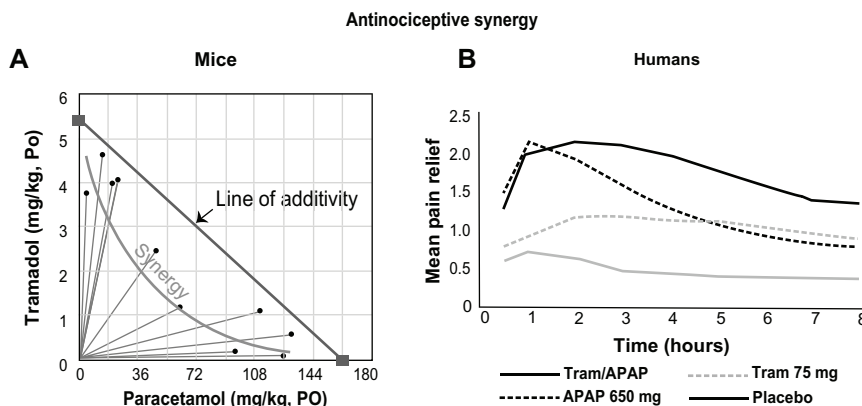 Antinociceptive synergy
A
Mice
Tramadol (mg/kg, Po)
6
5
4
3
2
1
0
Line of additivity
Synergy
0 36 72 108 144 180
Paracetamol (mg/kg, PO)
B
Humans
Mean pain relief
2.5
2.0
1.5
1.0
0.5
0
0 1 2 3 4 5 6 7 8
Time (hours)
Tram/APAP Tram 75 mg
APAP 650 mg Placebo